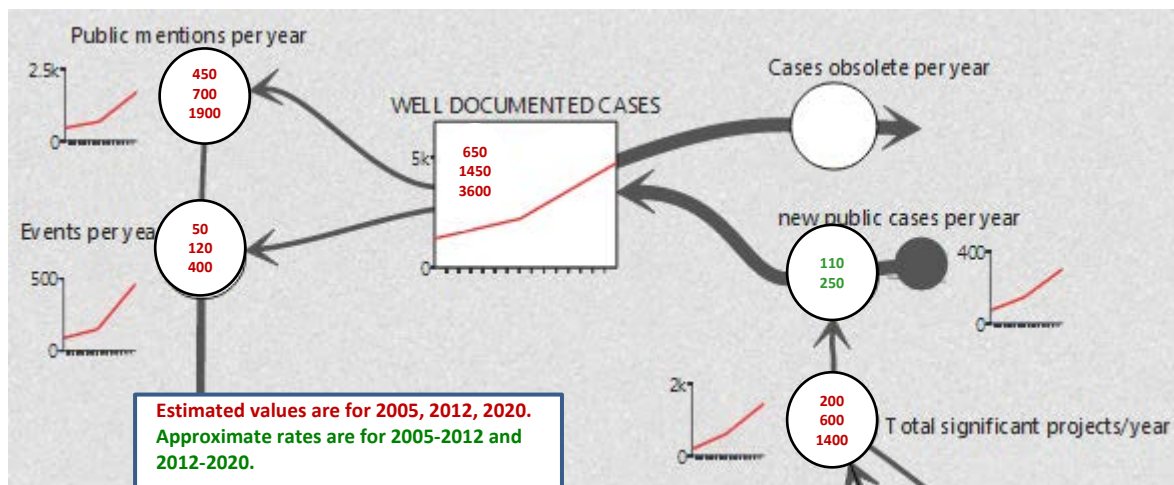 Public mentions per year
2.5k
0
450
700
1900
WELL DOCUMENTED CASES
5k
0
650
1450
3600
Cases obsolete per year
Events per yea
500
0
50
120
400
new public cases per year
110
250
400
0
2k
0
200
600
1400
Total significant projects/year
Estimated values are for 2005, 2012, 2020.
Approximate rates are for 2005-2012 and
2012-2020.